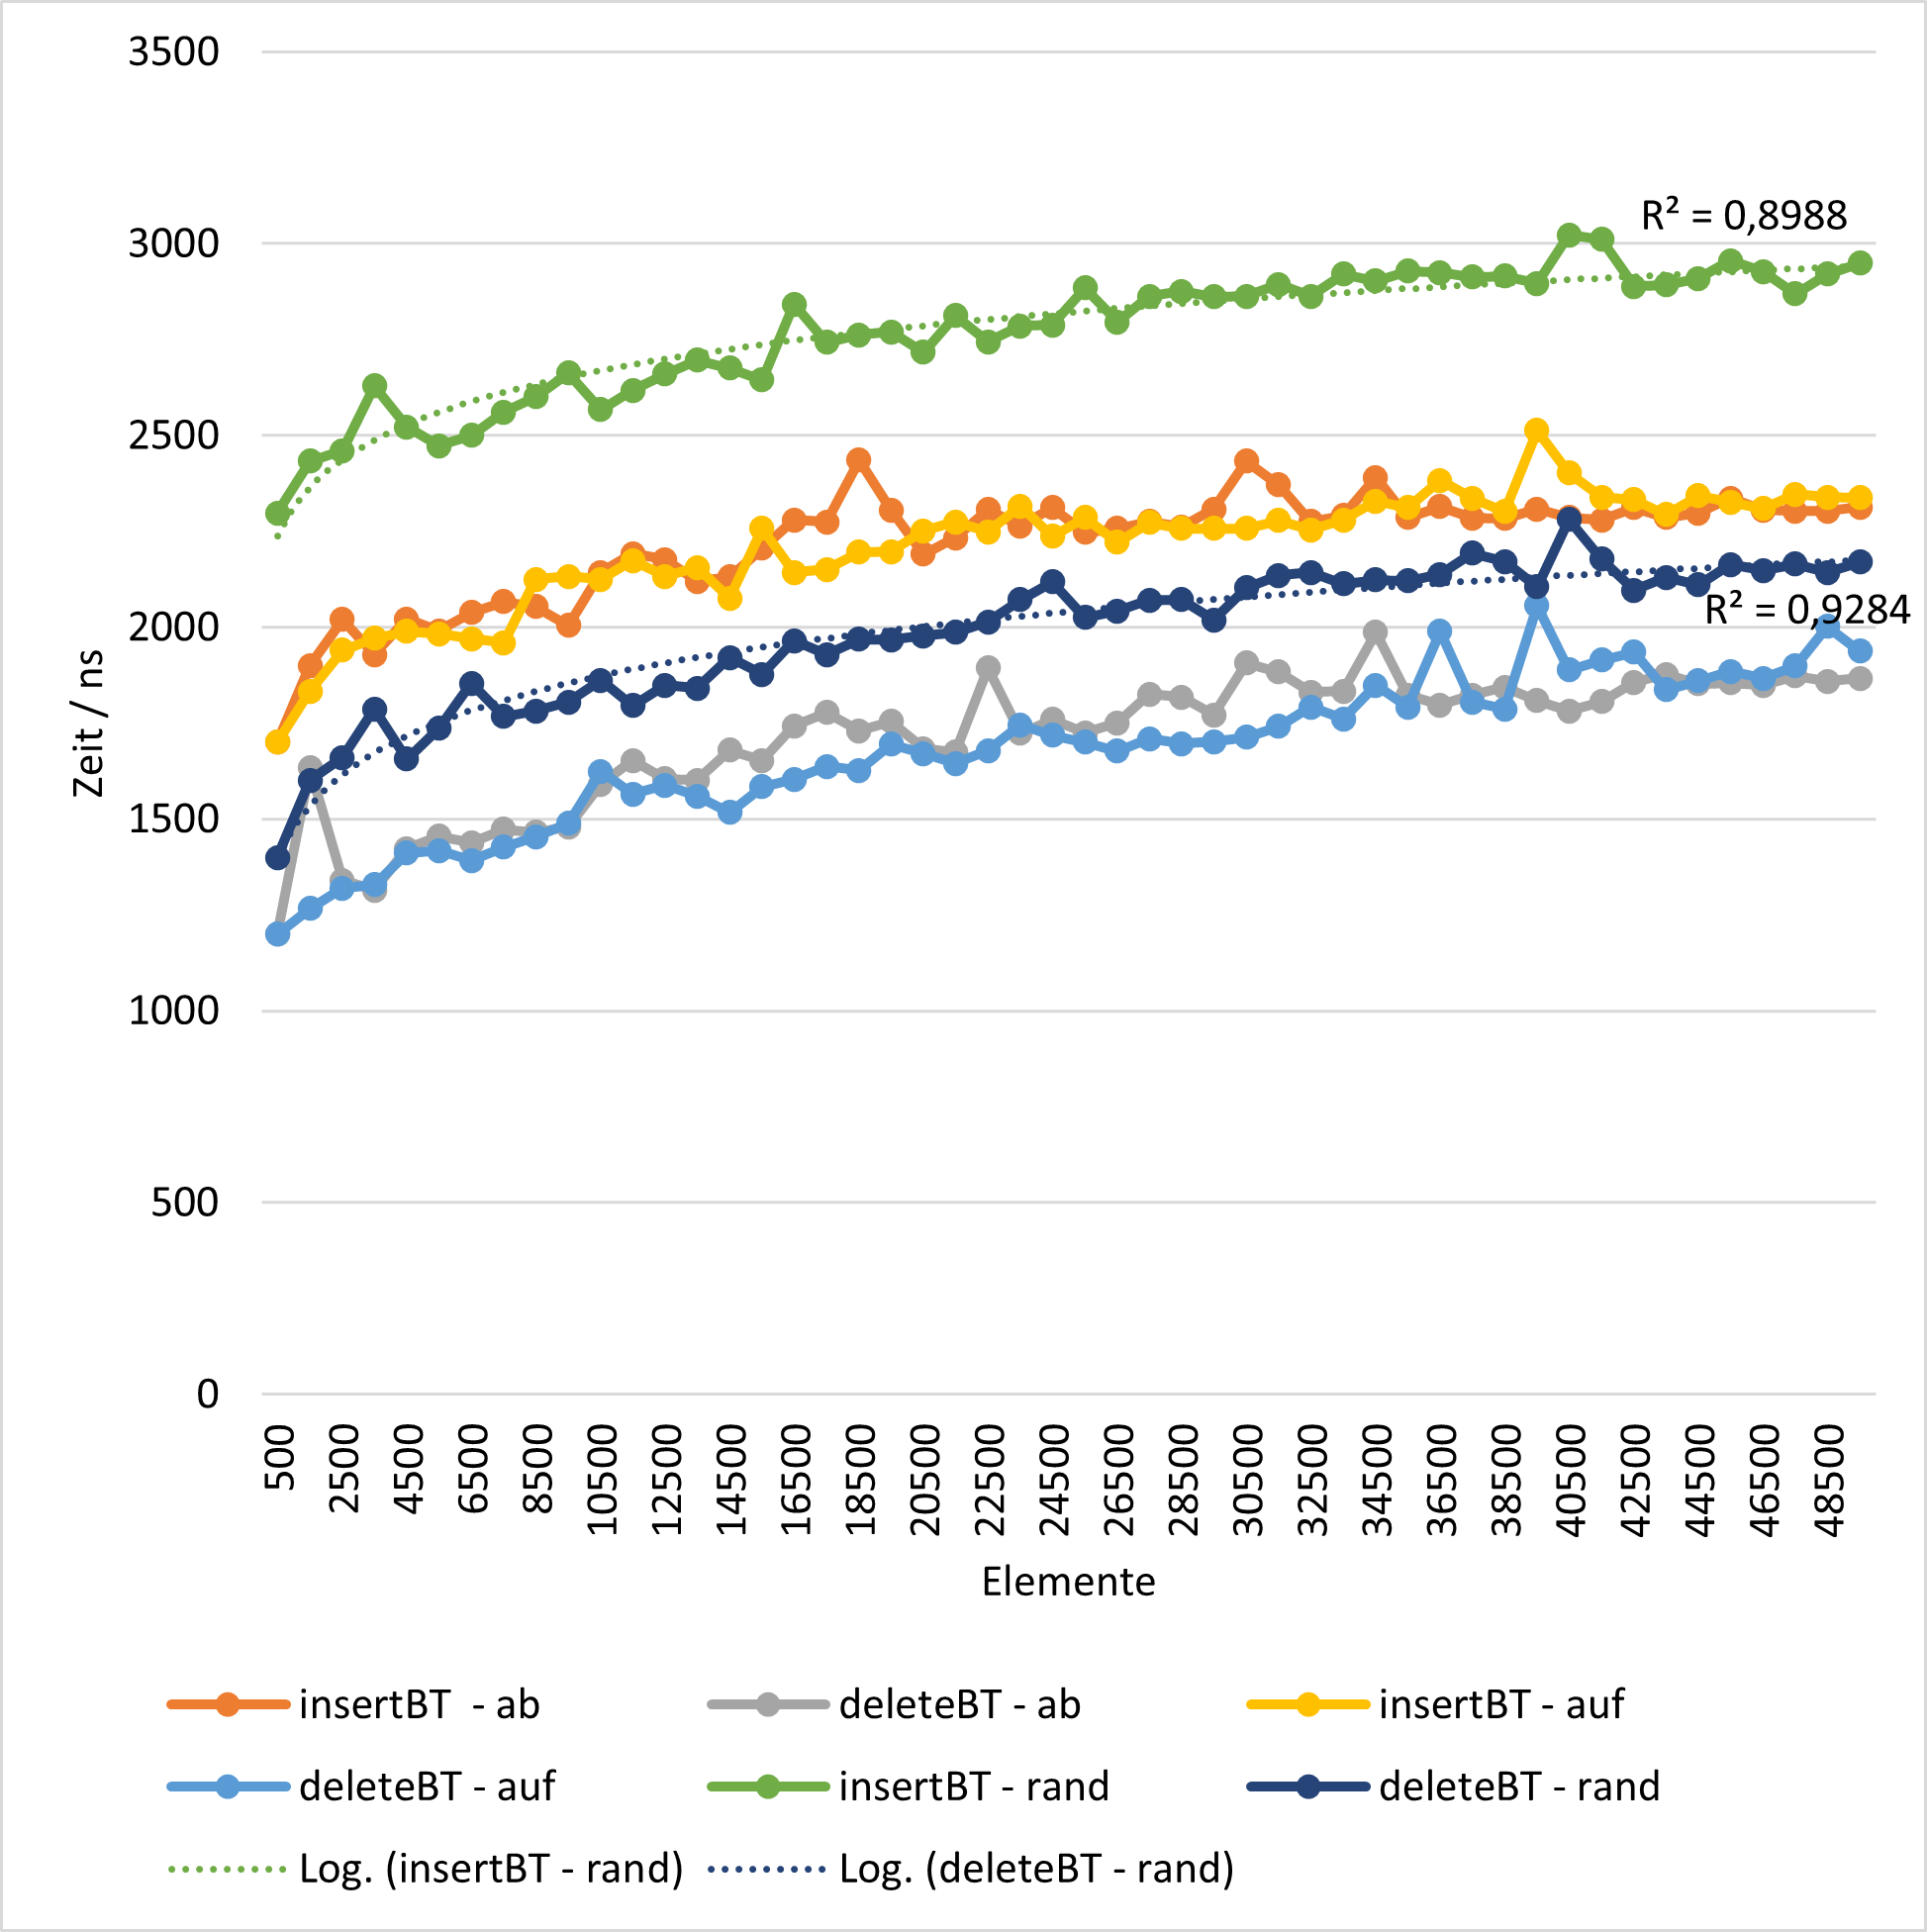 3500
3000
2500
2000
1500
1000
500
0
Zeit / ns
R² = 0,8988
R² = 0,9284
500
2500
4500
6500
8500
10500
12500
14500
16500
18500
20500
22500
24500
26500
28500
30500
32500
34500
36500
38500
40500
42500
44500
46500
48500
Elemente
insertBT - ab
deleteBT - ab
insertBT - auf
deleteBT - auf
insertBT - rand
deleteBT - rand
Log. (insertBT - rand)
Log. (deleteBT - rand)